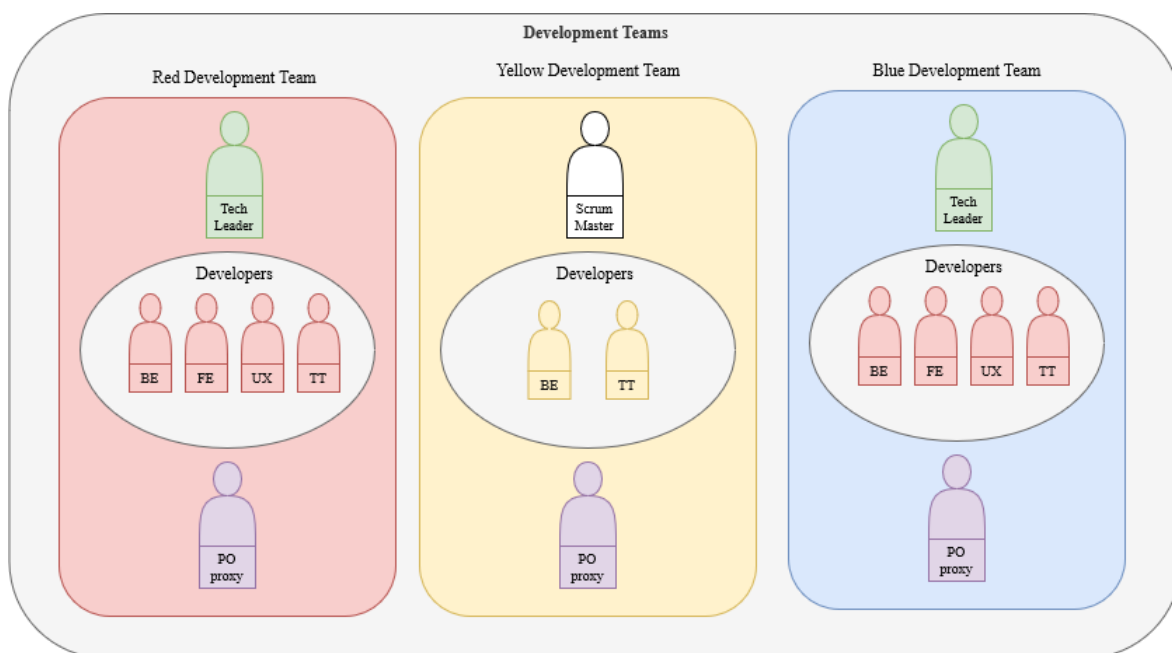 Development Teams
Red Development Team
Yellow Development Team
Blue Development Team
Tech
Leader
Developers
BE FE UX TT
PO
proxy
Scrum
Master
Developers
BE TT
PO
proxy
Tech
Leader
Developers
BE FE UX TT
PO
proxy